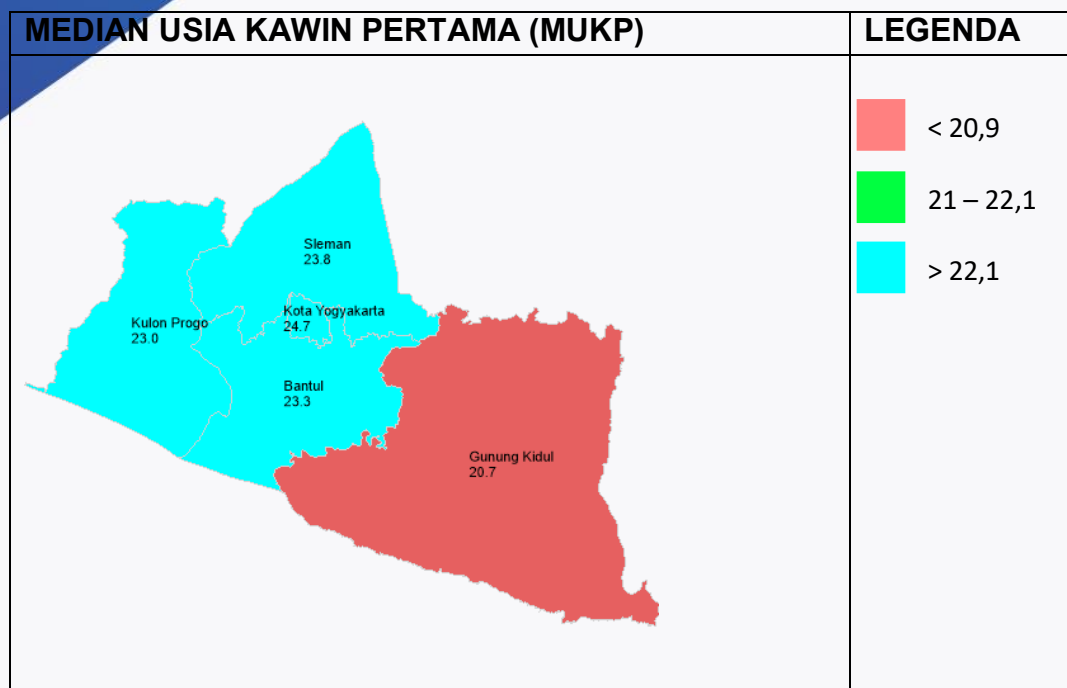 MEDIAN USIA KAWIN PERTAMA (MUKP)
LEGENDA
< 20,9
21 – 22,1
> 22,1
Sleman
23.8
Kota Yogyakarta
24.7
Kulon Progo
23.0
Bantul
23.3
Gunung Kidul
20.7